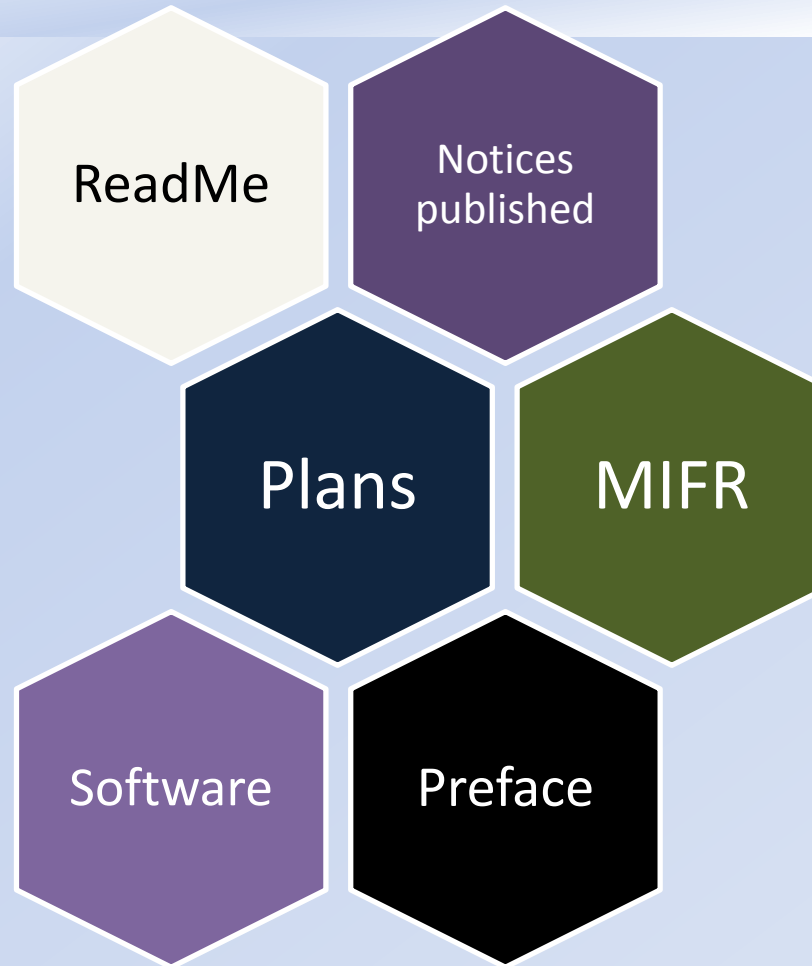 ReadMe
Notices
published
Plans
MIFR
Software
Preface